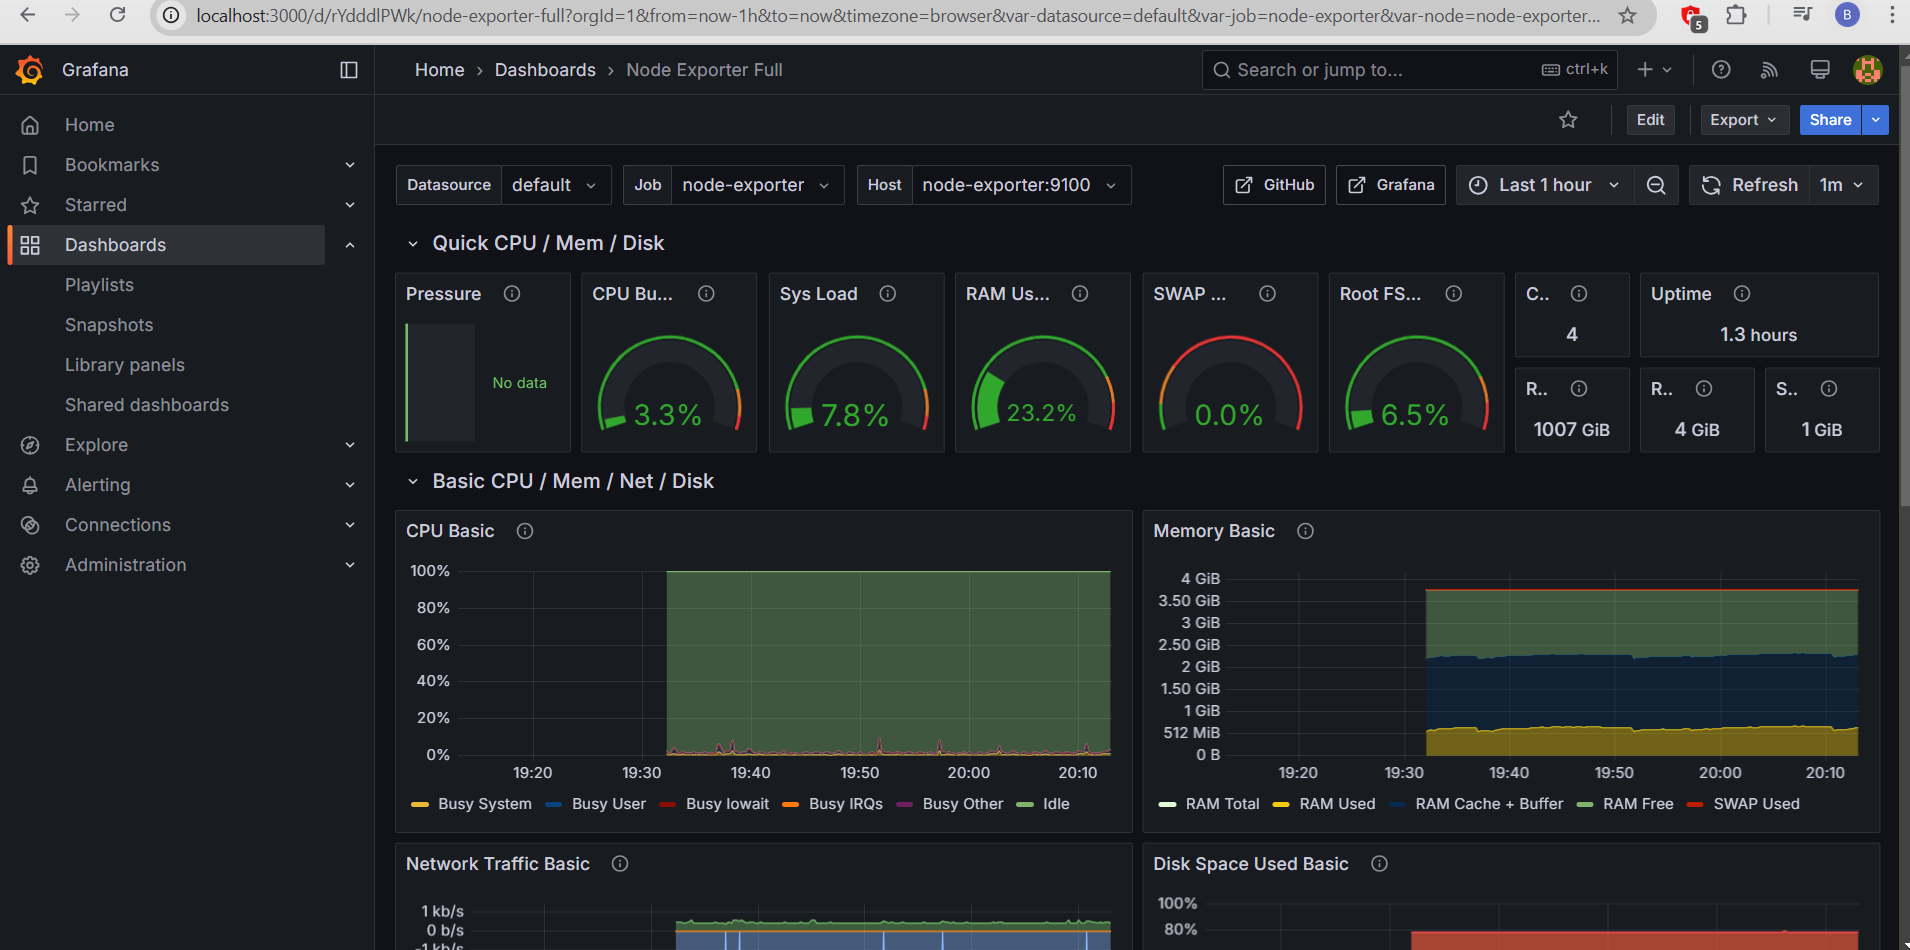 localhost:3000/d/rYdddlPWk/node-exporter-full?orgId=1&from=now-1h&to=now&timezone=browser&var-datasource=default&var-job=node-exporter&var-node=node-exporter...
5
B
Grafana
Home › Dashboards › Node Exporter Full
Search or jump to...
ctrl+k
Edit
Export
Share
Home
Bookmarks
Starred
Dashboards
Playlists
Snapshots
Library panels
Shared dashboards
Explore
Alerting
Connections
Administration
Datasource default
Job node-exporter
Host node-exporter:9100
GitHub
Grafana
Last 1 hour
Refresh 1m
Quick CPU / Mem / Disk
Pressure
No data
CPU Bu...
3.3%
Sys Load
7.8%
RAM Us...
23.2%
SWAP ...
0.0%
Root FS...
6.5%
C..
4
Uptime
1.3 hours
R..
1007 GiB
R..
4 GiB
S..
1 GiB
Basic CPU / Mem / Net / Disk
CPU Basic
100%
80%
60%
40%
20%
0%
19:20 19:30 19:40 19:50 20:00 20:10
Busy System Busy User Busy Iowait Busy IRQs Busy Other Idle
Memory Basic
4 GiB
3.50 GiB
3 GiB
2.50 GiB
2 GiB
1.50 GiB
1 GiB
512 MiB
0 B
19:20 19:30 19:40 19:50 20:00 20:10
RAM Total RAM Used RAM Cache + Buffer RAM Free SWAP Used
Network Traffic Basic
1 kb/s
0 b/s
-1 kb/s
Disk Space Used Basic
100%
80%